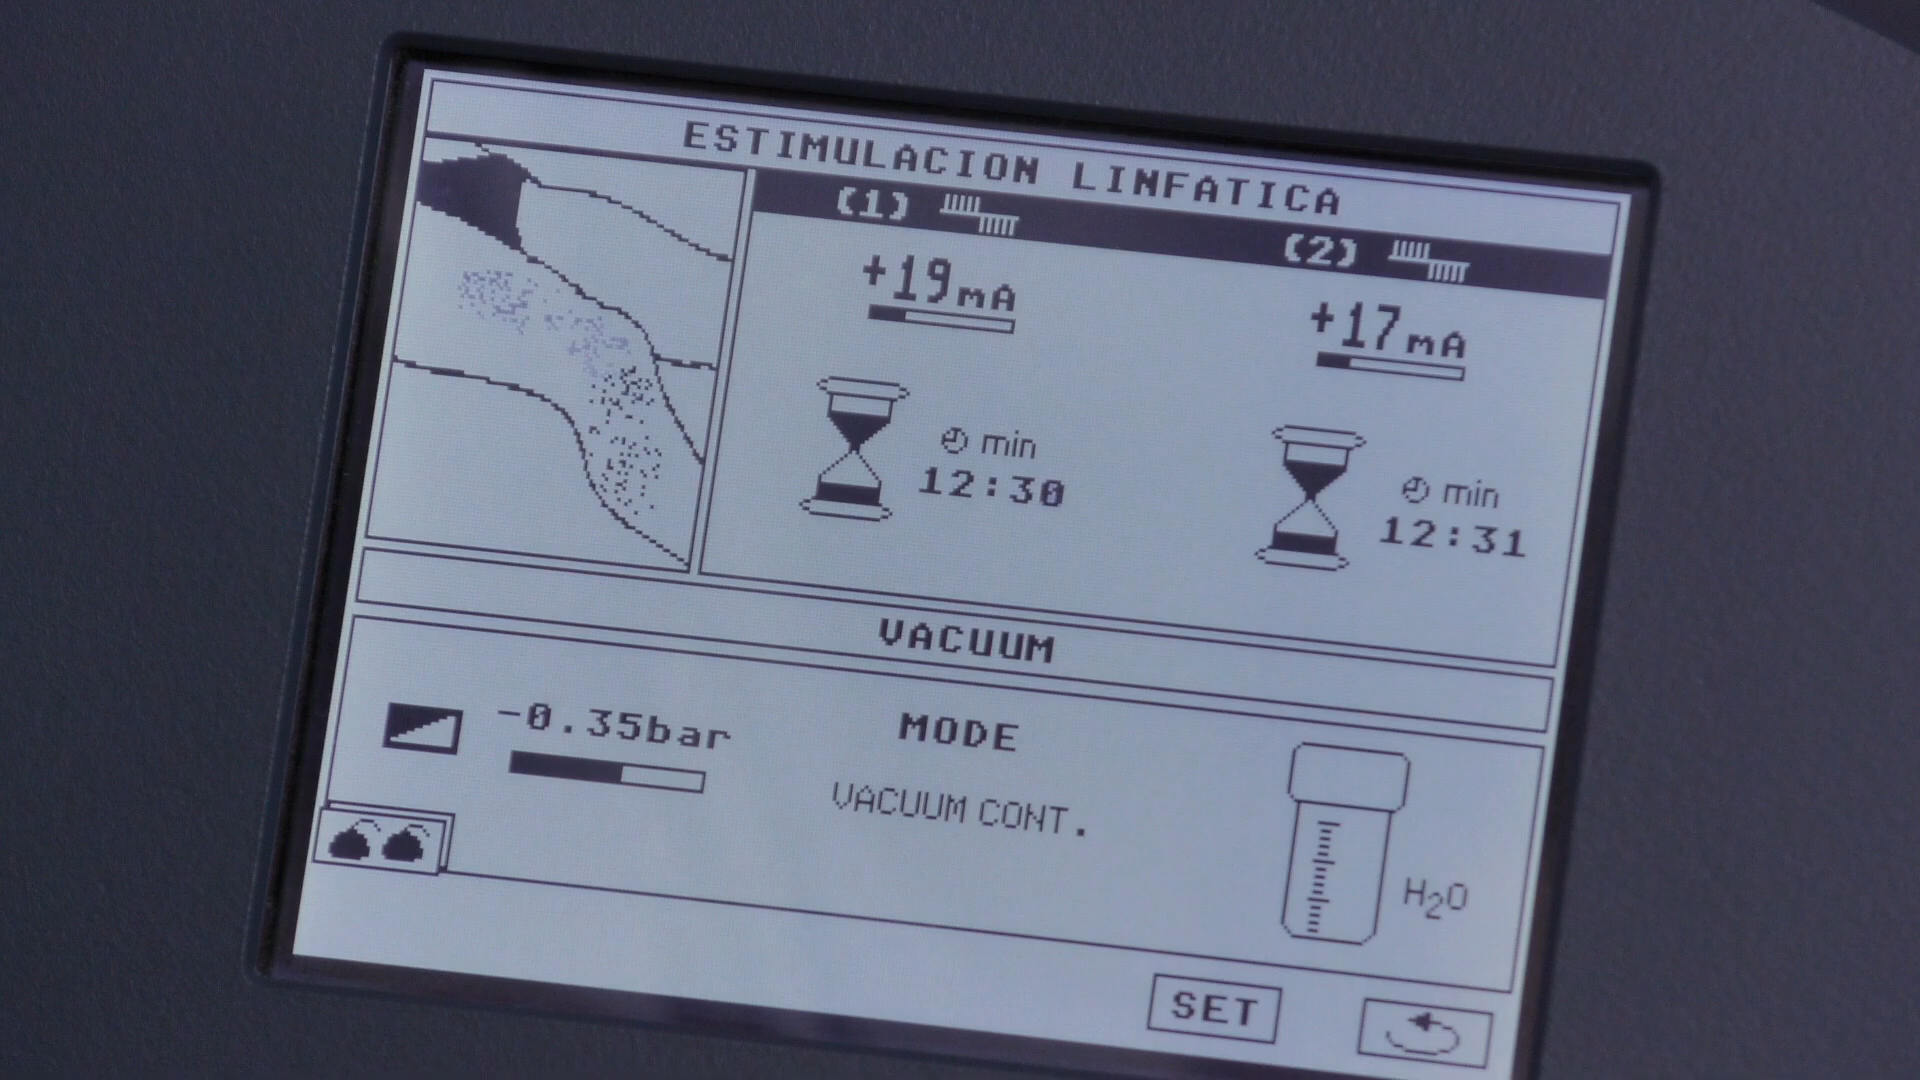 ESTIMULACION LINFATICA
(1) (2)
+19mA +17mA
min min
12:30 12:31
VACUUM
-0.35bar MODE
VACUUM CONT.
H₂O
SET